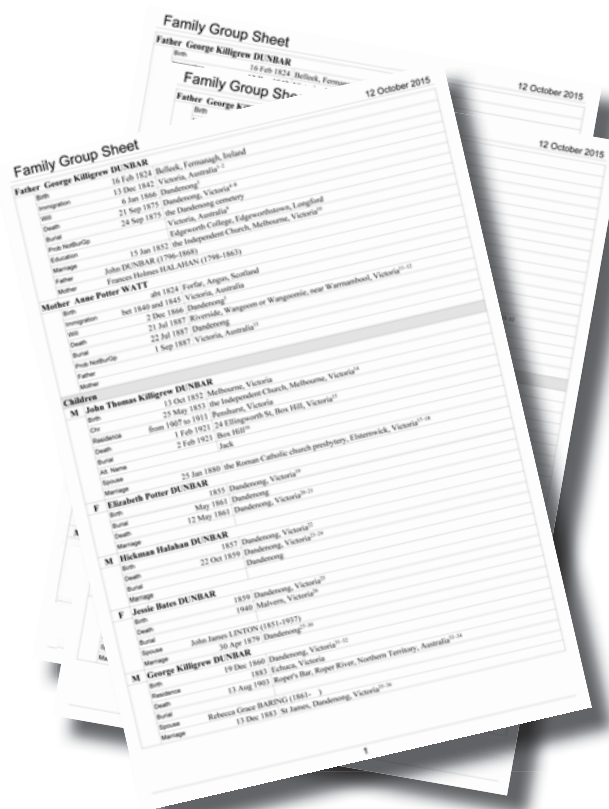 Family Group Sheet
Father George Killigrew DUNBAR
Birth
16 Feb 1824 Belleek,
12 October 2015
Family Group
Father George
12 October 2015
Family Group Sheet
12 October 2015
Father George Killigrew DUNBAR
Birth 16 Feb 1824 Belleek, Fermanagh, Ireland
Immigration 13 Dec 1842 Victoria, Australia
Will 6 Jan 1866 Dandenong
Death 21 Sep 1875 Dandenong, Victoria
Burial 24 Sep 1875 the Dandenong cemetery
Prob NotBurGp Victoria, Australia
Education Edgeworth College, Edgeworthstown, Longford
Marriage 15 Jan 1852 the Independent Church, Melbourne, Victoria
Father John DUNBAR (1796-1868)
Mother Frances Holmes HALAHAN (1798-1863)
Mother Anne Potter WATT
Birth abt 1824 Forfar, Angus, Scotland
Immigration bet 1840 and 1845 Victoria, Australia
Will 2 Dec 1866 Dandenong
Death 21 Jul 1887 Riverside, Wangoom or Wangoomie, near Warrnambool, Victoria
Burial 22 Jul 1887 Dandenong
Prob NotBurGp 1 Sep 1887 Victoria, Australia
Father
Mother
Children
M John Thomas Killigrew DUNBAR
Birth 13 Oct 1852 Melbourne, Victoria
Chr 25 May 1853 the Independent Church, Melbourne, Victoria
Residence from 1907 to 1911 Penshurst, Victoria
Death 1 Feb 1921 24 Ellingworth St, Box Hill, Victoria
Burial 2 Feb 1921 Box Hill
Alt. Name Jack
Spouse
Marriage 25 Jan 1880 the Roman Catholic church presbytery, Elsternwick, Victoria
F Elizabeth Potter DUNBAR
Birth 1855 Dandenong, Victoria
Burial May 1861 Dandenong
Death 12 May 1861 Dandenong, Victoria
Marriage
M Hickman Halahan DUNBAR
Birth 1857 Dandenong, Victoria
Death 22 Oct 1859 Dandenong, Victoria
Burial Dandenong
Marriage
F Jessie Bates DUNBAR
Birth 1859 Dandenong, Victoria
Death 1940 Malvern, Victoria
Burial
Spouse John James LINTON (1851-1937)
Marriage 30 Apr 1879 Dandenong
M George Killigrew DUNBAR
Birth 19 Dec 1860 Dandenong, Victoria
Residence 1883 Echuca, Victoria
Death 13 Aug 1903 Roper's Bar, Roper River, Northern Territory, Australia
Burial
Spouse Rebecca Grace BARING (1861- )
Marriage 13 Dec 1883 St James, Dandenong, Victoria
1